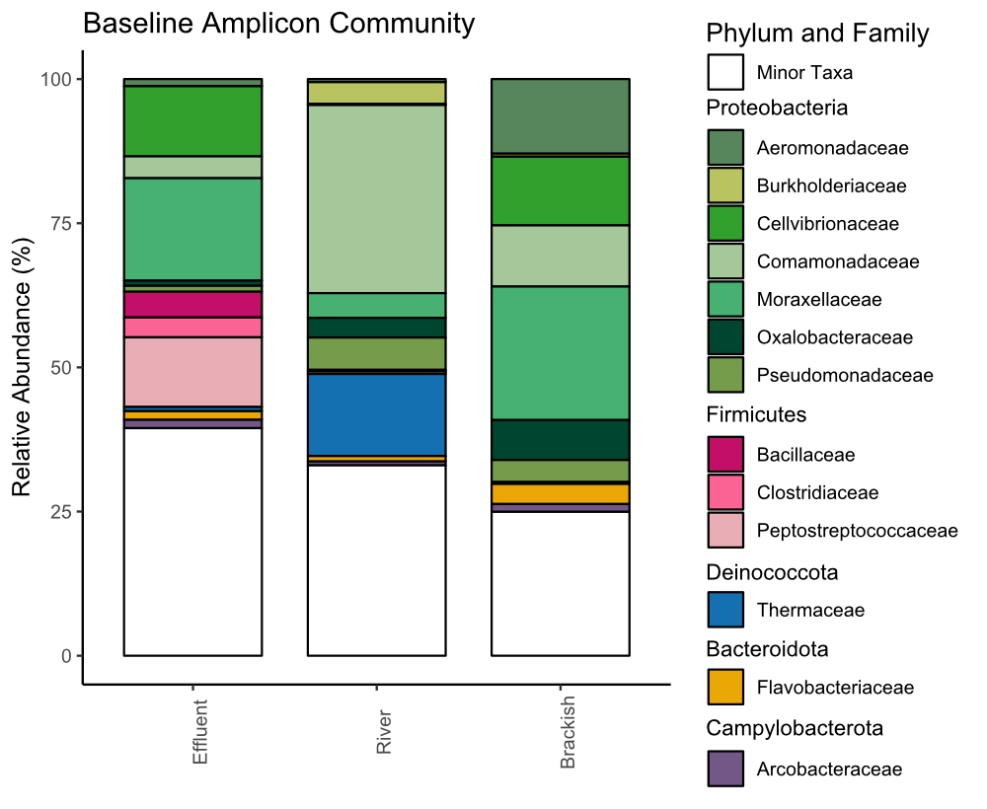 Baseline Amplicon Community
Relative Abundance (%)
100
75
50
25
0
Effluent
River
Brackish
Phylum and Family
Minor Taxa
Proteobacteria
Aeromonadaceae
Burkholderiaceae
Cellvibrionaceae
Comamonadaceae
Moraxellaceae
Oxalobacteraceae
Pseudomonadaceae
Firmicutes
Bacillaceae
Clostridiaceae
Peptostreptococcaceae
Deinococcota
Thermaceae
Bacteroidota
Flavobacteriaceae
Campylobacterota
Arcobacteraceae